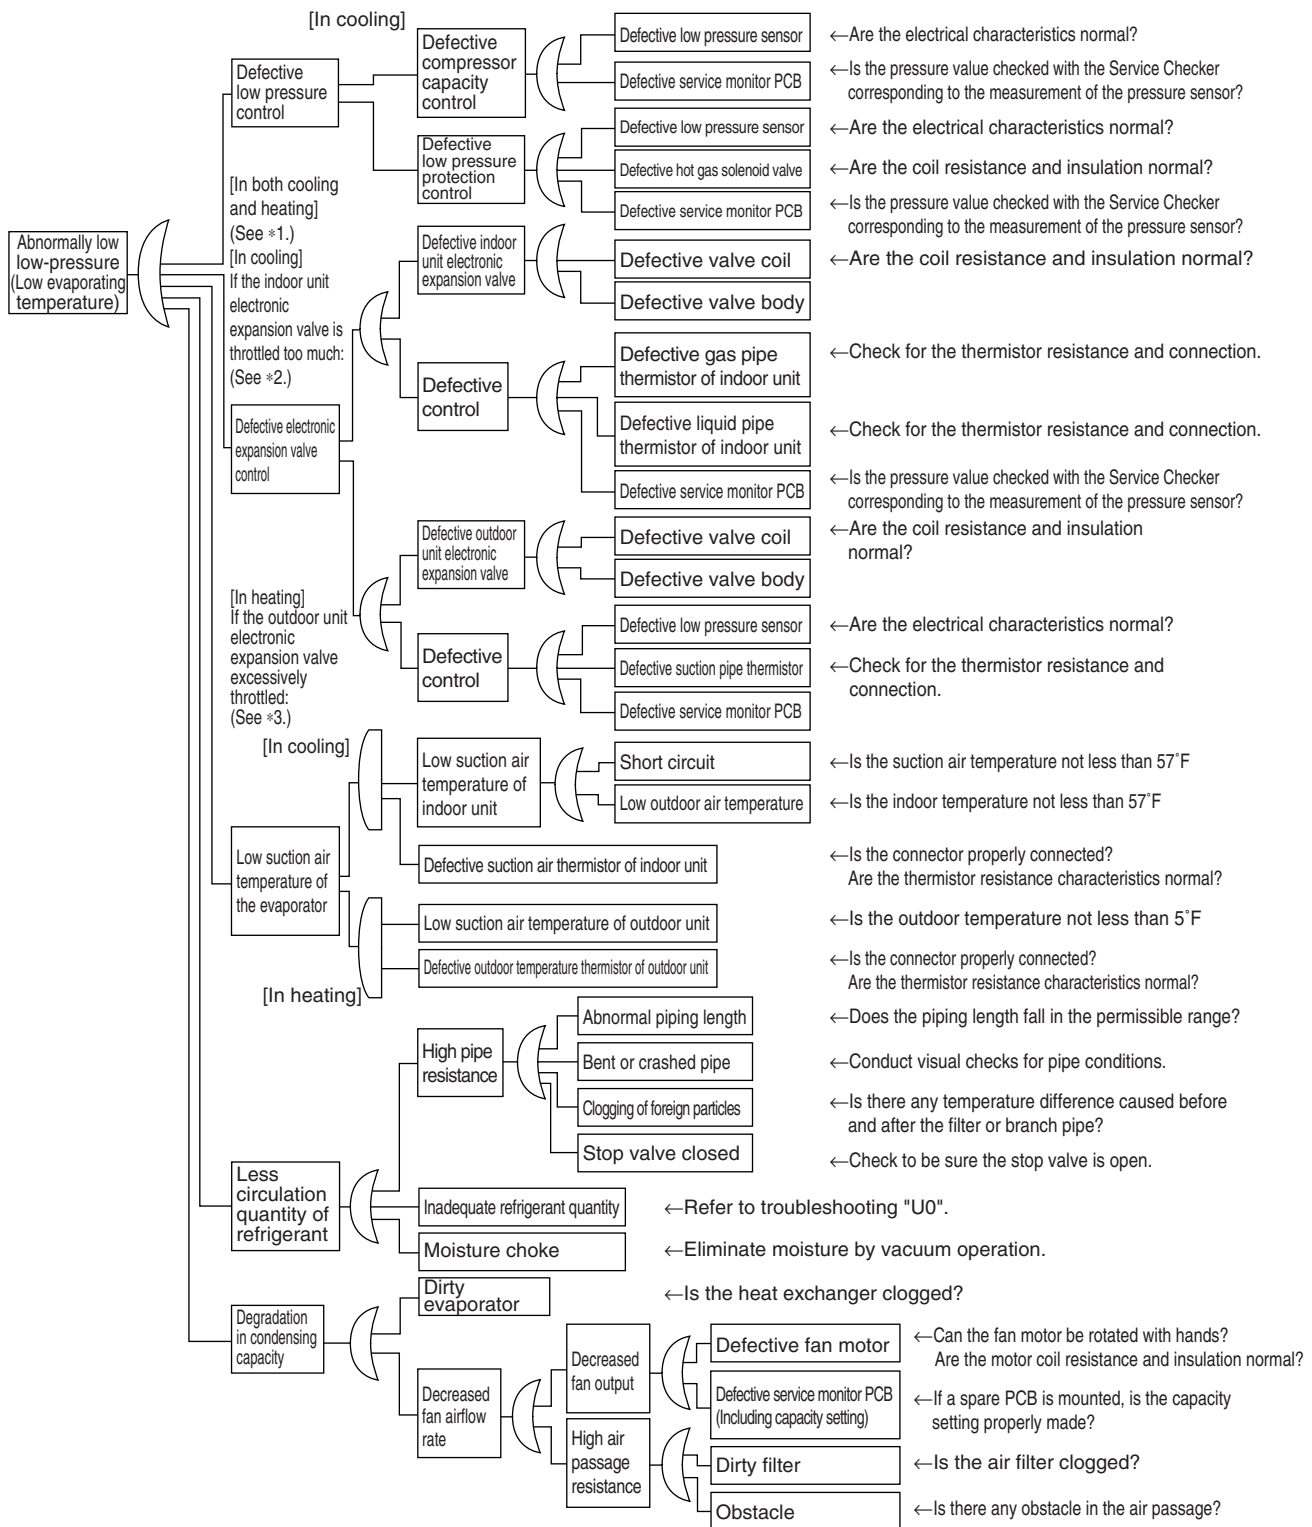 [In cooling]
Defective
compressor
capacity
control
Defective low pressure sensor
←Are the electrical characteristics normal?
Defective service monitor PCB
←Is the pressure value checked with the Service Checker
corresponding to the measurement of the pressure sensor?
Defective
low pressure
control
Defective
low pressure
protection
control
Defective low pressure sensor
←Are the electrical characteristics normal?
Defective hot gas solenoid valve
←Are the coil resistance and insulation normal?
Defective service monitor PCB
←Is the pressure value checked with the Service Checker
corresponding to the measurement of the pressure sensor?
[In both cooling
and heating]
(See *1.)
Abnormally low
low-pressure
(Low evaporating
temperature)
[In cooling]
If the indoor unit
electronic
expansion valve is
throttled too much:
(See *2.)
Defective indoor
unit electronic
expansion valve
Defective valve coil
←Are the coil resistance and insulation normal?
Defective valve body
Defective
control
Defective gas pipe
thermistor of indoor unit
←Check for the thermistor resistance and connection.
Defective liquid pipe
thermistor of indoor unit
←Check for the thermistor resistance and connection.
Defective service monitor PCB
←Is the pressure value checked with the Service Checker
corresponding to the measurement of the pressure sensor?
Defective electronic
expansion valve
control
Defective outdoor
unit electronic
expansion valve
Defective valve coil
←Are the coil resistance and insulation
normal?
Defective valve body
[In heating]
If the outdoor unit
electronic
expansion valve
excessively
throttled:
(See *3.)
Defective
control
Defective low pressure sensor
←Are the electrical characteristics normal?
Defective suction pipe thermistor
←Check for the thermistor resistance and
connection.
Defective service monitor PCB
[In cooling]
Low suction air
temperature of
indoor unit
Short circuit
←Is the suction air temperature not less than 57˚F
Low outdoor air temperature
←Is the indoor temperature not less than 57˚F
Low suction air
temperature of
the evaporator
Defective suction air thermistor of indoor unit
←Is the connector properly connected?
Are the thermistor resistance characteristics normal?
Low suction air temperature of outdoor unit
←Is the outdoor temperature not less than 5˚F
Defective outdoor temperature thermistor of outdoor unit
←Is the connector properly connected?
Are the thermistor resistance characteristics normal?
[In heating]
High pipe
resistance
Abnormal piping length
←Does the piping length fall in the permissible range?
Bent or crashed pipe
←Conduct visual checks for pipe conditions.
Clogging of foreign particles
←Is there any temperature difference caused before
and after the filter or branch pipe?
Stop valve closed
←Check to be sure the stop valve is open.
Less
circulation
quantity of
refrigerant
Inadequate refrigerant quantity
←Refer to troubleshooting "U0".
Moisture choke
←Eliminate moisture by vacuum operation.
Dirty
evaporator
←Is the heat exchanger clogged?
Degradation
in condensing
capacity
Decreased
fan airflow
rate
Decreased
fan output
Defective fan motor
←Can the fan motor be rotated with hands?
Are the motor coil resistance and insulation normal?
Defective service monitor PCB
(Including capacity setting)
←If a spare PCB is mounted, is the capacity
setting properly made?
High air
passage
resistance
Dirty filter
←Is the air filter clogged?
Obstacle
←Is there any obstacle in the air passage?